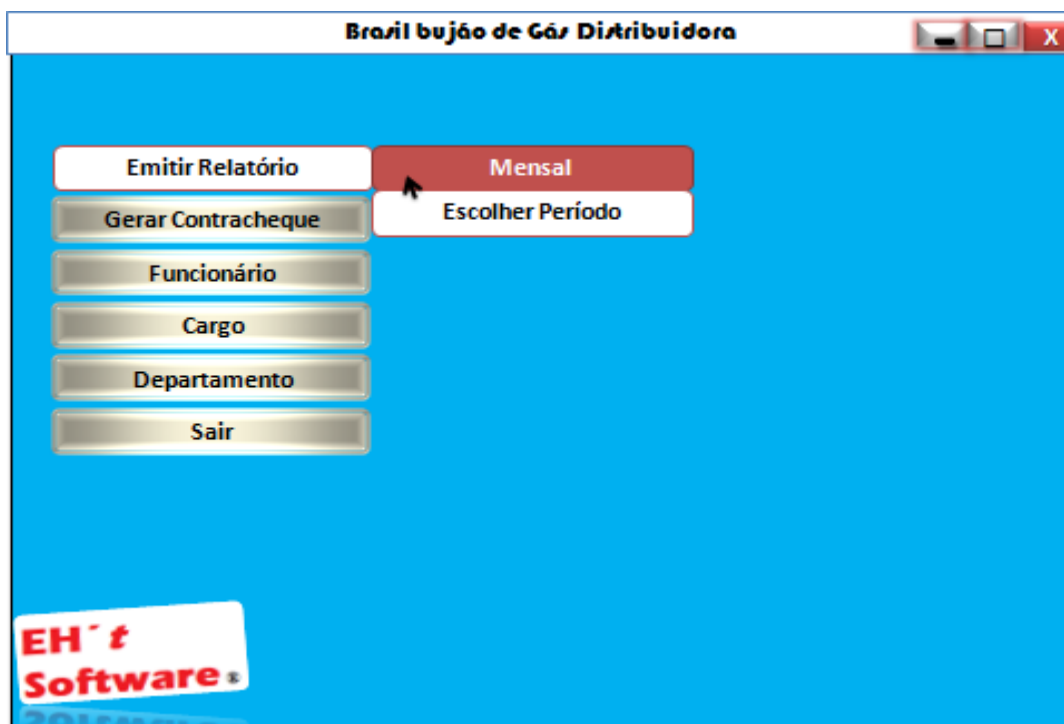 Brasil bujão de Gás Distribuidora
X
Emitir Relatório
Mensal
Gerar Contracheque
Escolher Período
Funcionário
Cargo
Departamento
Sair
EH´t
Software®